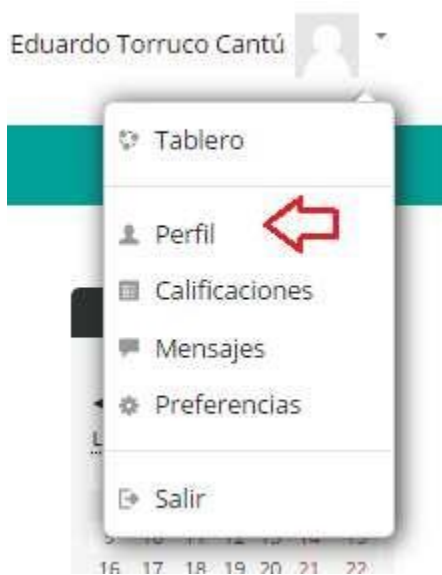 Eduardo Torruco Cantú
Tablero
Perfil
Calificaciones
Mensajes
Preferencias
L
Salir
16 17 18 19 20 21 22